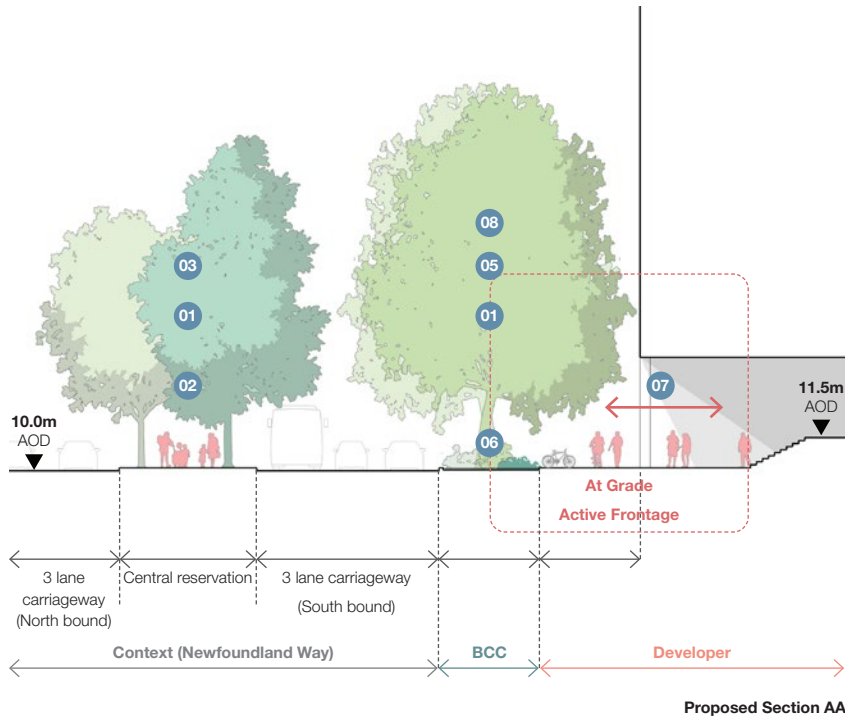 08
03
05
01
01
02
07
10.0m
AOD
11.5m
AOD
06
At Grade
Active Frontage
3 lane
carriageway
(North bound)
Central reservation
3 lane carriageway
(South bound)
Context (Newfoundland Way)
BCC
Developer
Proposed Section AA